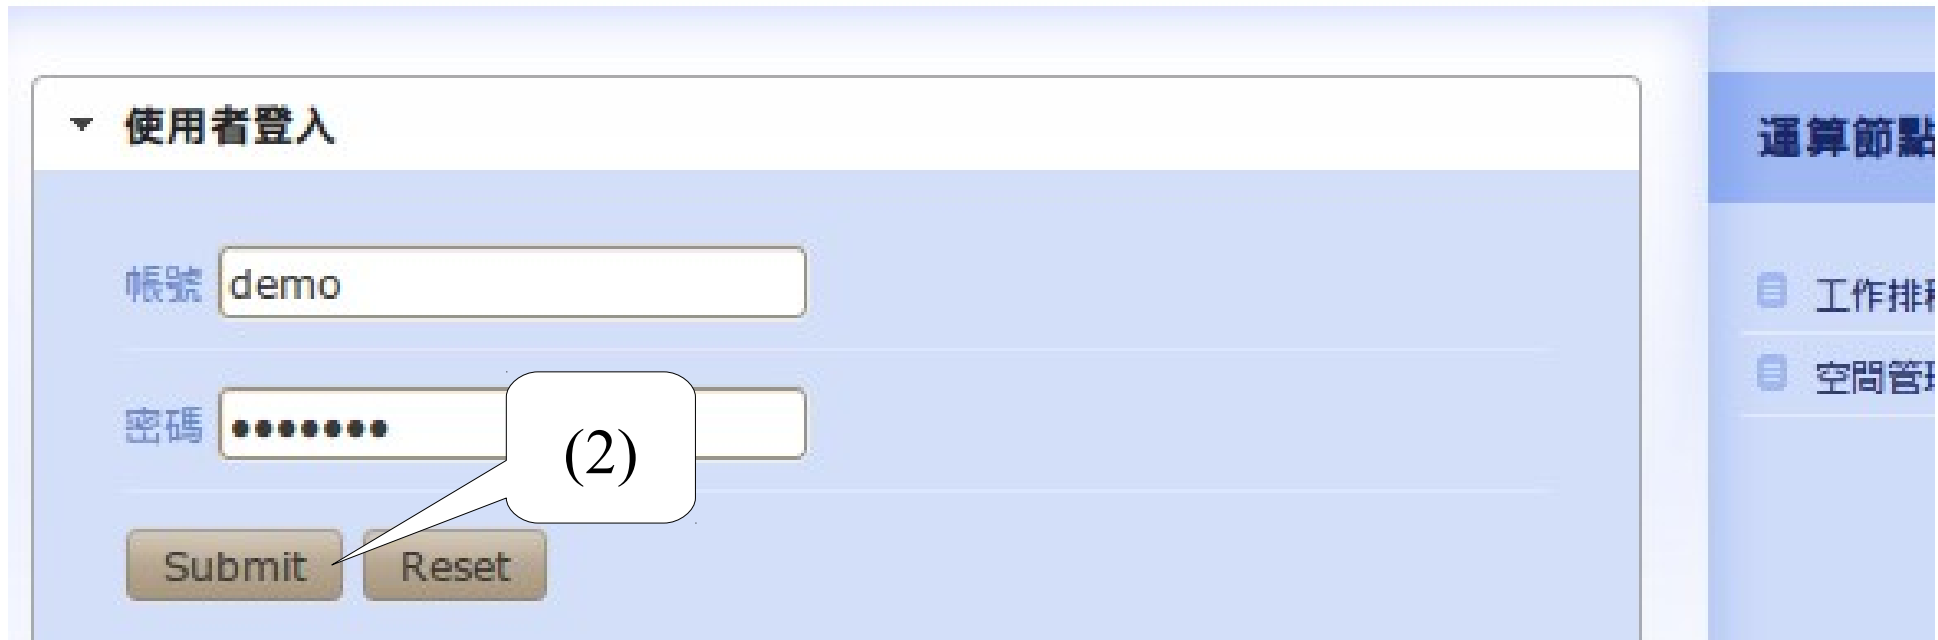 使用者登入
帳號 demo
密碼 •••••••
(2)
Submit Reset
運算節點
工作排
空間管